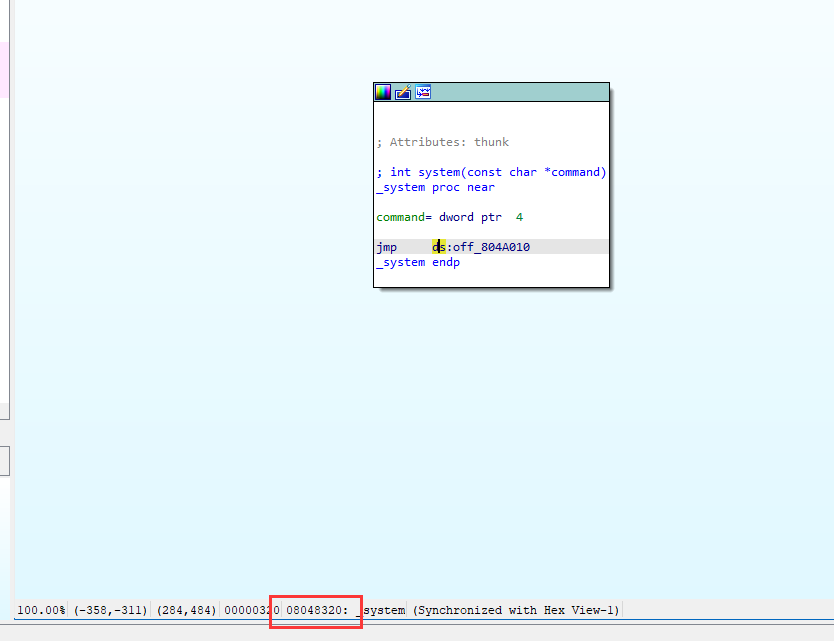 ; Attributes: thunk
; int system(const char *command)
_system proc near
command= dword ptr  4
jmp     ds:off_804A010
_system endp
100.00% (-358,-311) (284,484) 00000320 08048320: _system (Synchronized with Hex View-1)